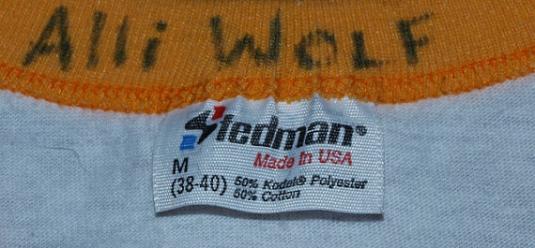 Alli WOLF
Stedman®
Made in USA
M
(38-40) 50% Kodel® Polyester
50% Cotton